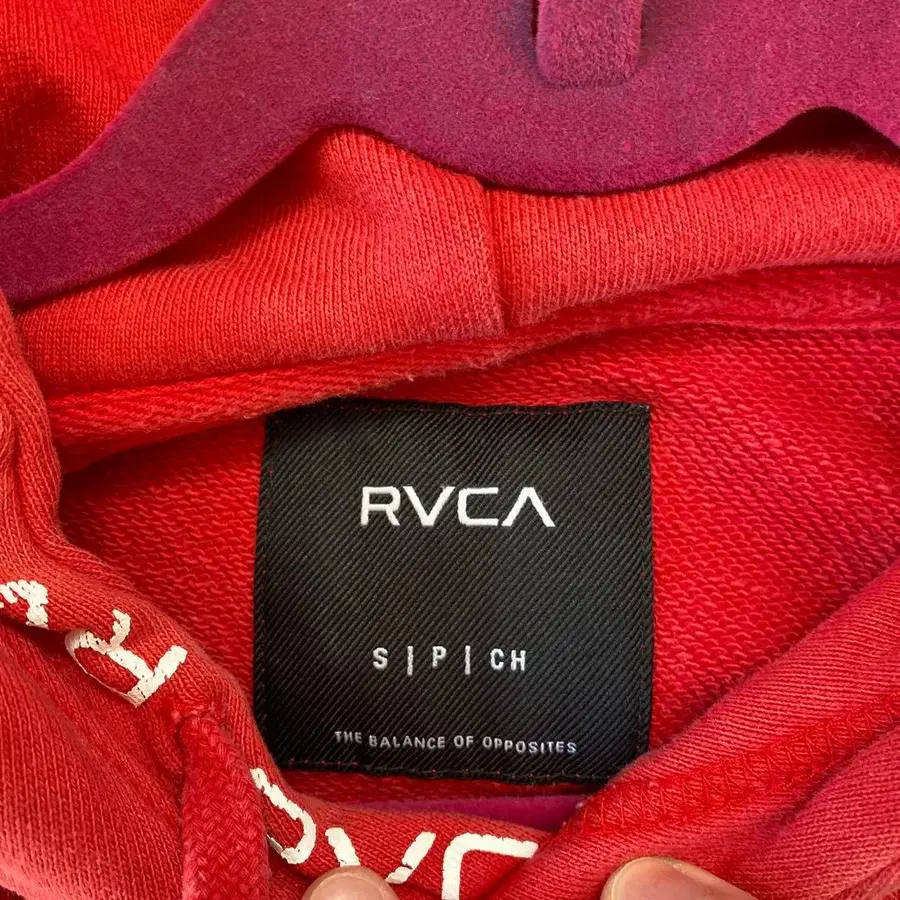 RVCA
S | P | CH
THE BALANCE OF OPPOSITES